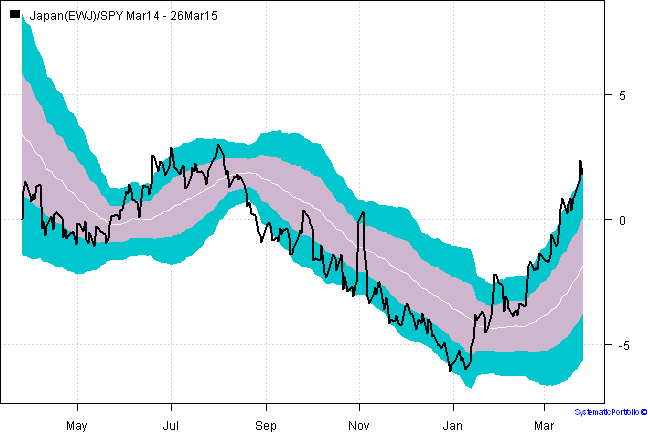 Japan(EWJ)/SPY Mar14 - 26Mar15
5
0
-5
May Jul Sep Nov Jan Mar
SystematicPortfolio ©